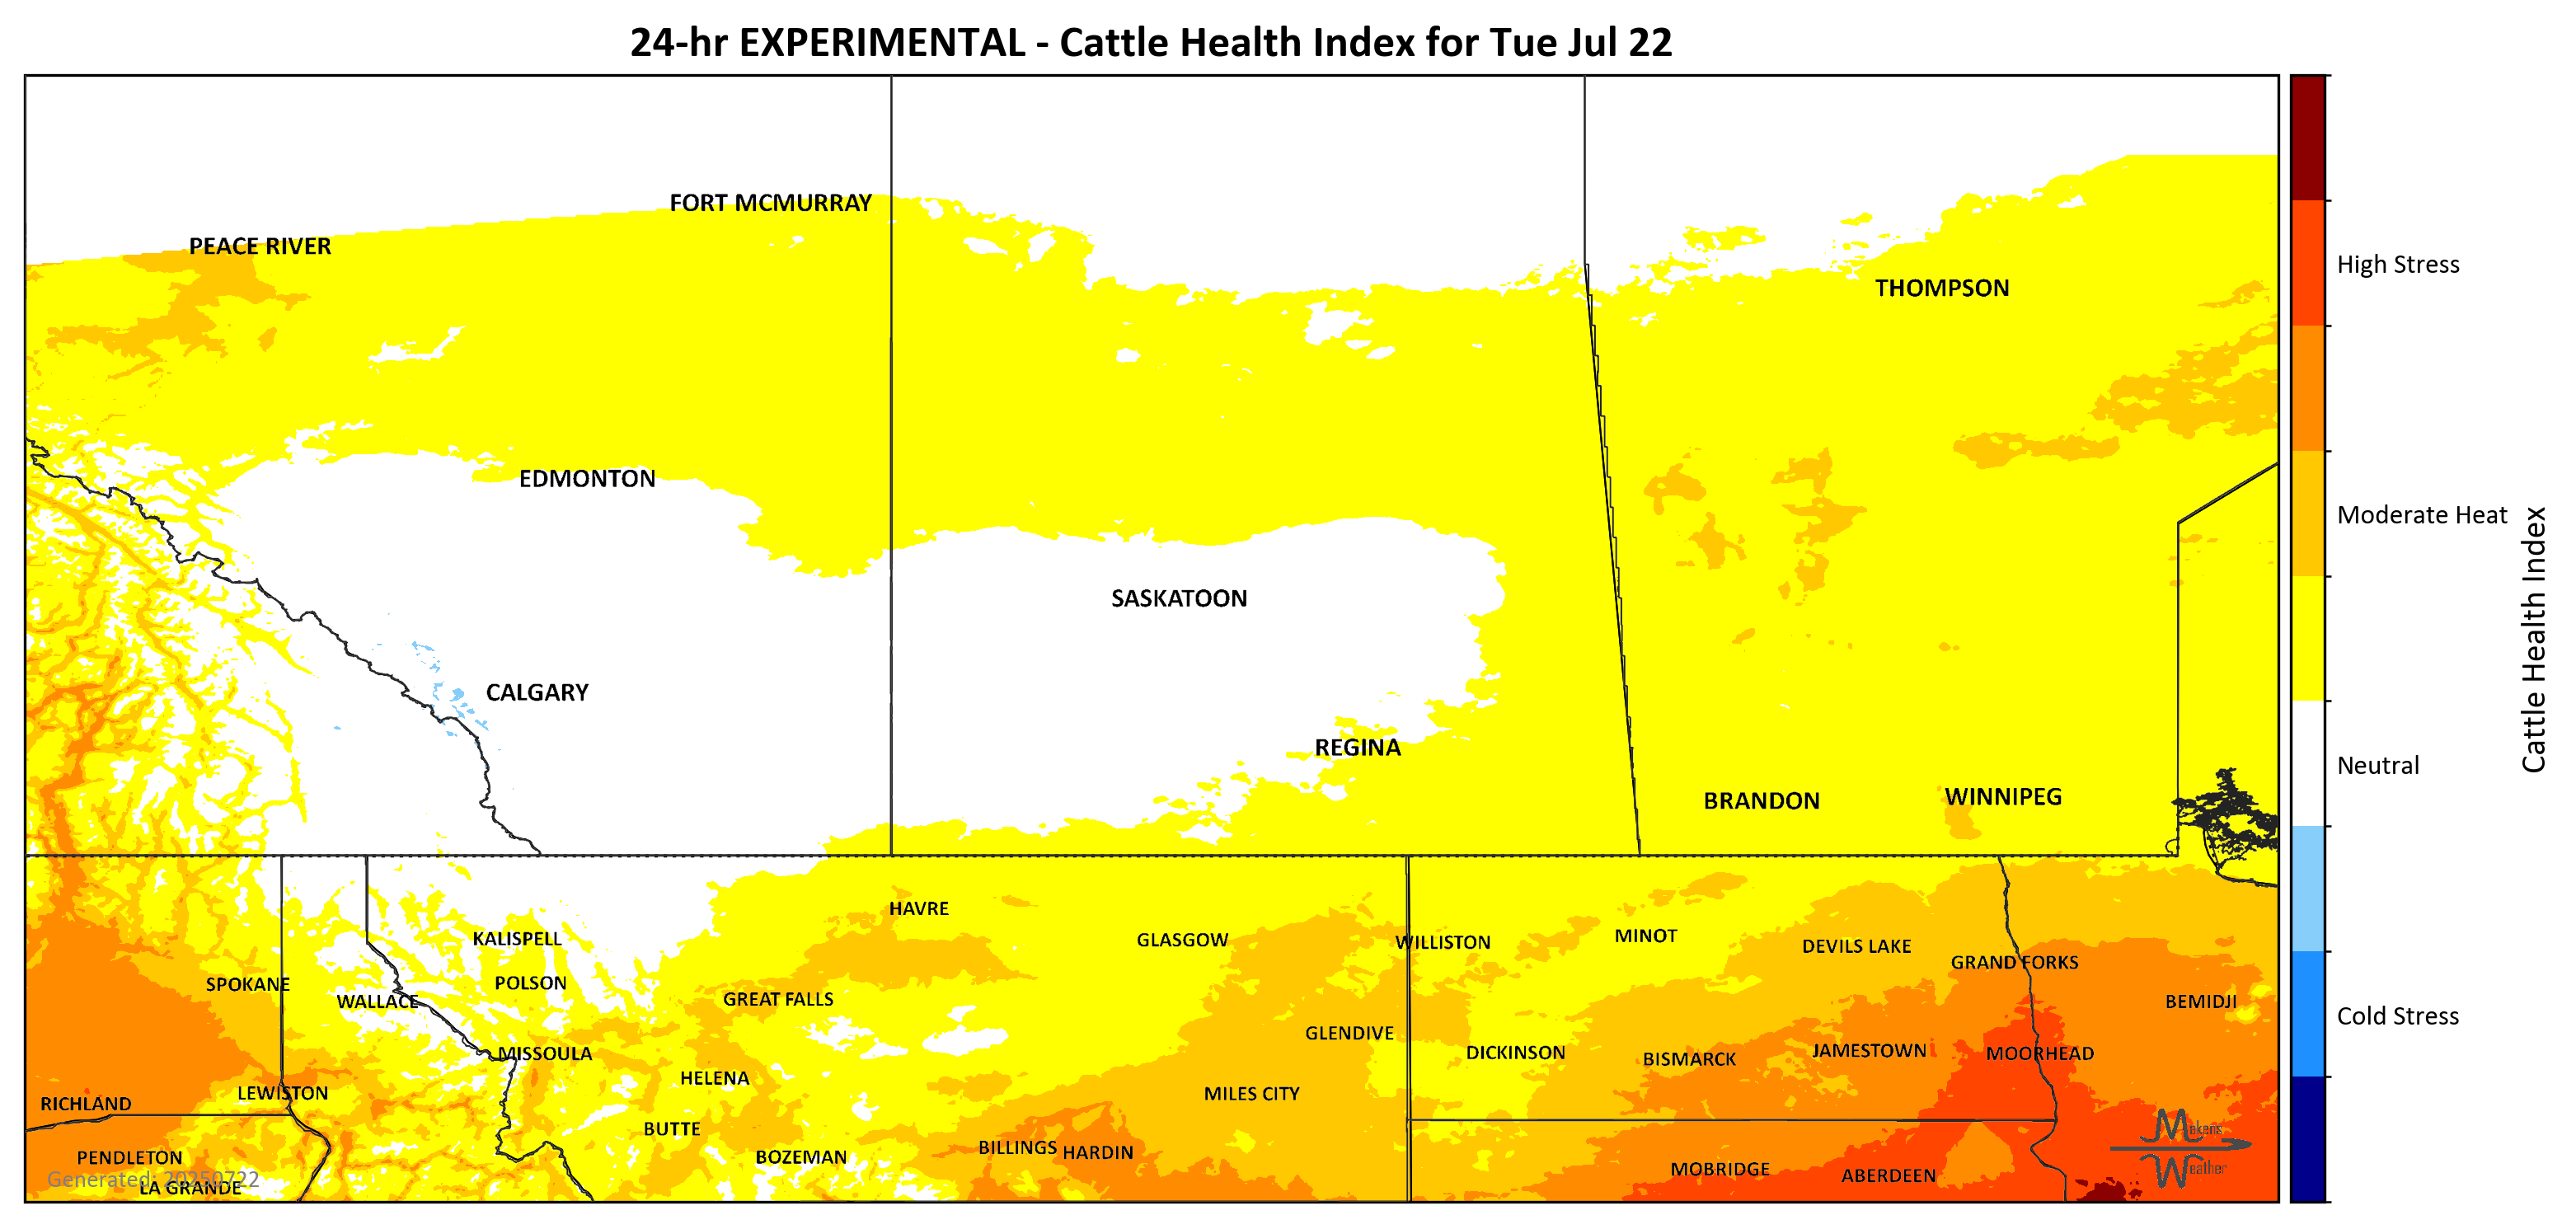 24-hr EXPERIMENTAL - Cattle Health Index for Tue Jul 22
FORT MCMURRAY
PEACE RIVER
THOMPSON
EDMONTON
SASKATOON
CALGARY
REGINA
BRANDON
WINNIPEG
HAVRE
KALISPELL
GLASGOW
WILLISTON
MINOT
DEVILS LAKE
GRAND FORKS
SPOKANE
POLSON
WALLACE
GREAT FALLS
BEMIDJI
GLENDIVE
MISSOULA
DICKINSON
BISMARCK
JAMESTOWN
MOORHEAD
HELENA
LEWISTON
MILES CITY
RICHLAND
BUTTE
BILLINGS
HARDIN
PENDLETON
BOZEMAN
MOBRIDGE
ABERDEEN
LA GRANDE
Generated: 20250722
Makens
Weather
High Stress
Moderate Heat
Neutral
Cold Stress
Cattle Health Index